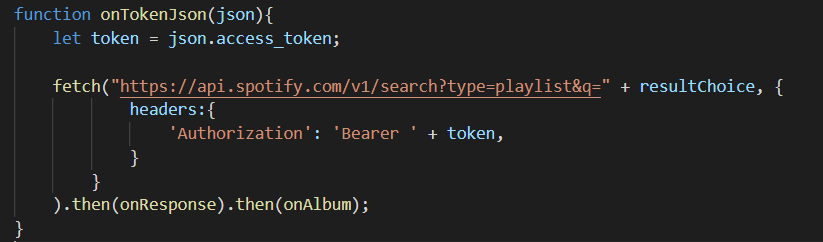 function onTokenJson(json){
let token = json.access_token;
fetch("https://api.spotify.com/v1/search?type=playlist&q=" + resultChoice, {
headers:{
'Authorization': 'Bearer ' + token,
}
}
).then(onResponse).then(onAlbum);
}